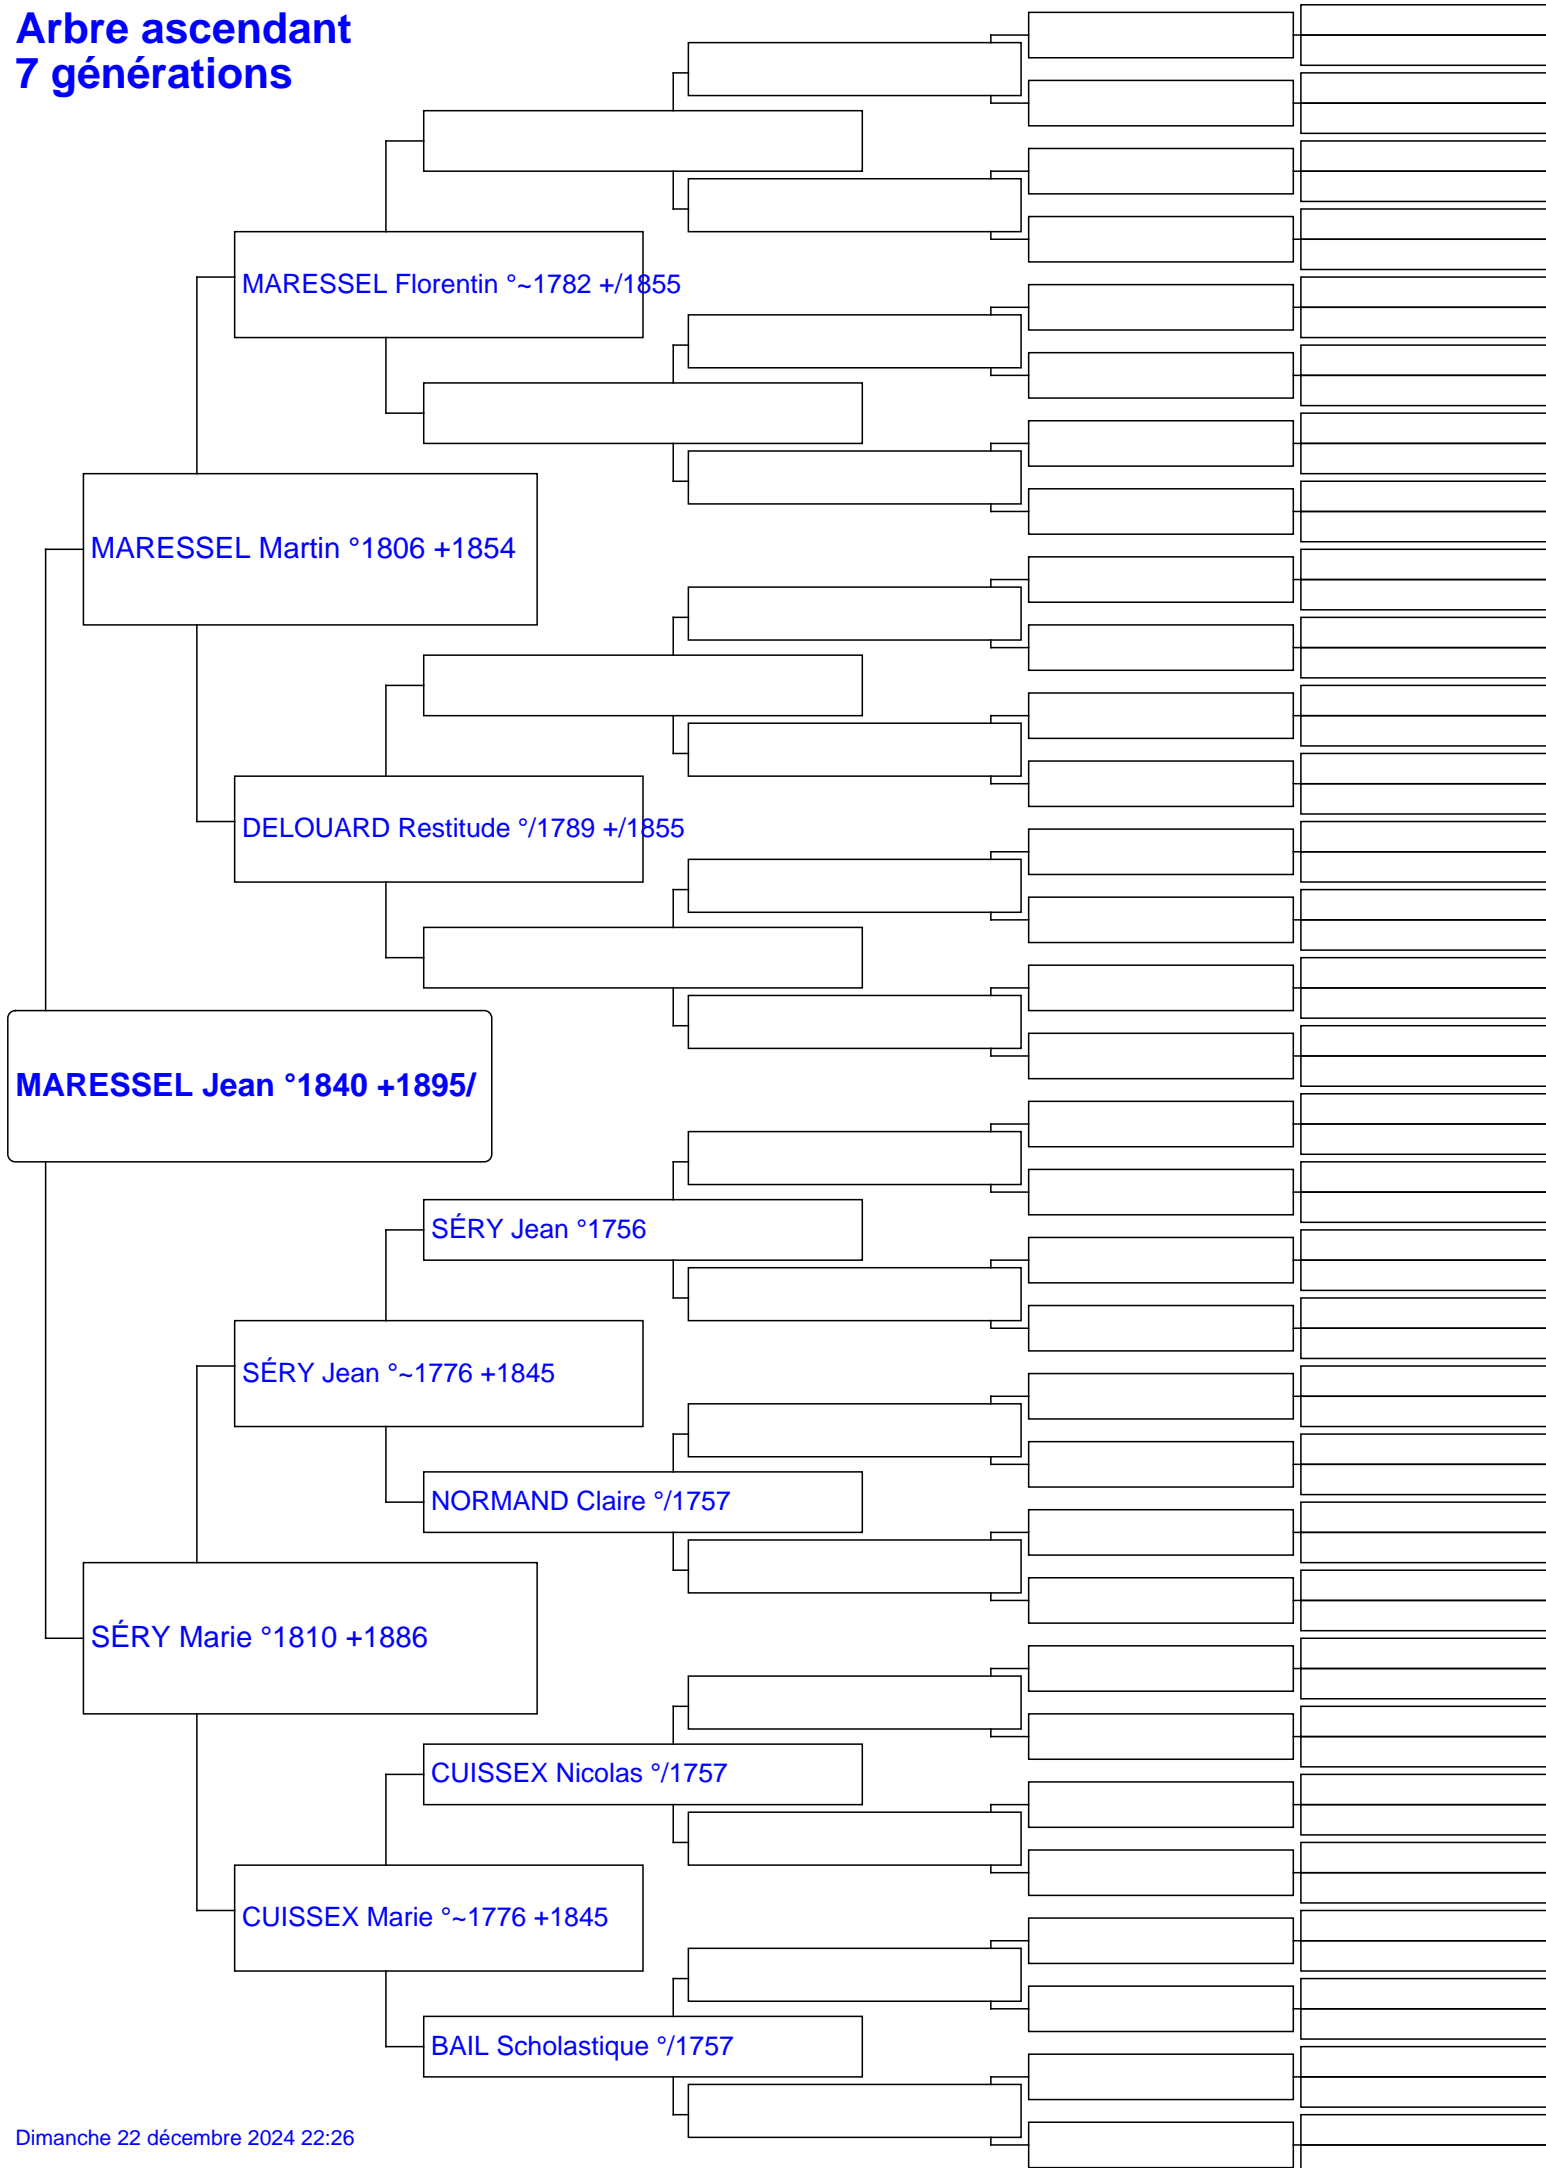 Arbre ascendant
7 générations
MARESSEL Florentin °~1782 +/1855
MARESSEL Martin °1806 +1854
DELOUARD Restitude °/1789 +/1855
MARESSEL Jean °1840 +1895/
SÉRY Jean °1756
SÉRY Jean °~1776 +1845
NORMAND Claire °/1757
SÉRY Marie °1810 +1886
CUISSEX Nicolas °/1757
CUISSEX Marie °~1776 +1845
BAIL Scholastique °/1757
Dimanche 22 décembre 2024 22:26